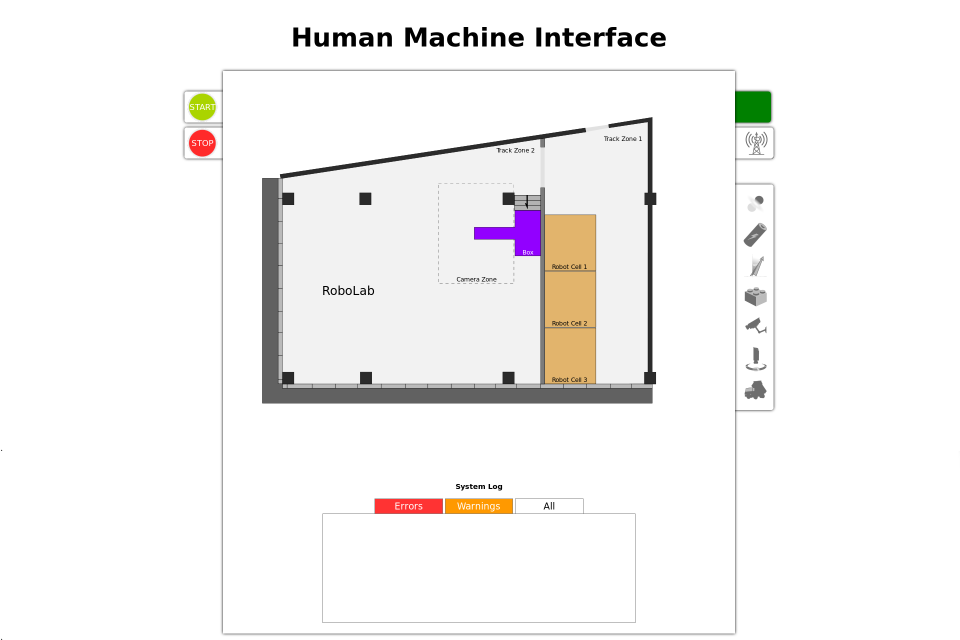 Human Machine Interface
START
STOP
Track Zone 1
Track Zone 2
Box
Robot Cell 1
Camera Zone
RoboLab
Robot Cell 2
Robot Cell 3
System Log
Errors
Warnings
All